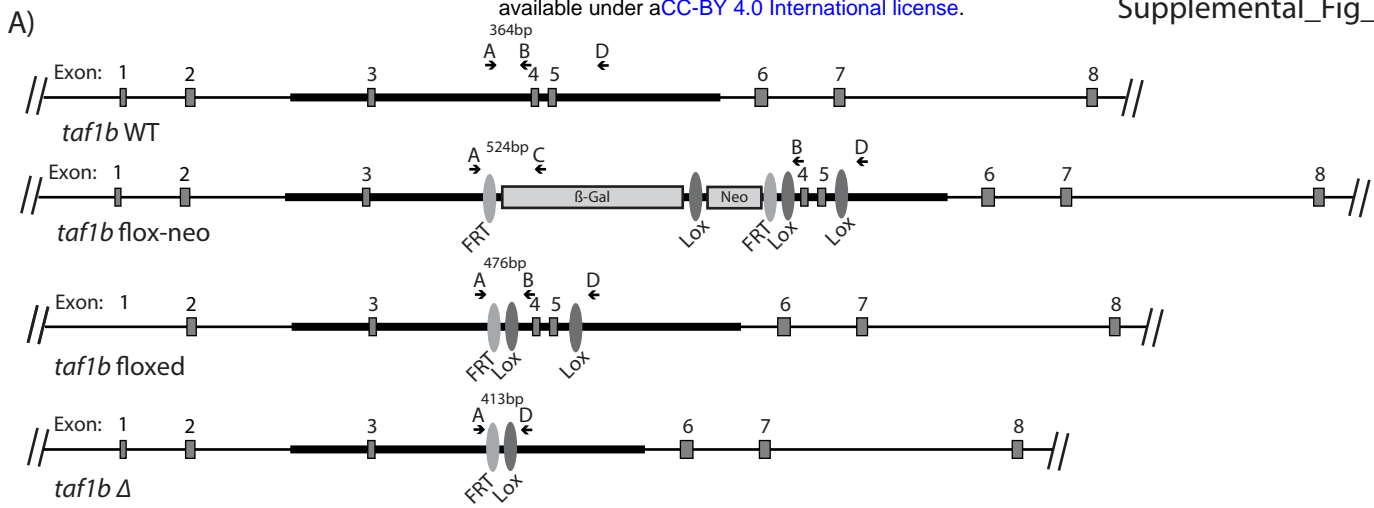 available under aCC-BY 4.0 International license.
Supplemental_Fig_
A)
364bp
A B D
Exon: 1 2 3 4 5 6 7 8
taf1b WT
524bp
A C B D
Exon: 1 2 3 4 5 6 7 8
ß-Gal Neo
FRT Lox FRT Lox Lox
taf1b flox-neo
476bp
A B D
Exon: 1 2 3 4 5 6 7 8
FRT Lox Lox
taf1b floxed
413bp
A D
Exon: 1 2 3 6 7 8
FRT Lox
taf1b Δ